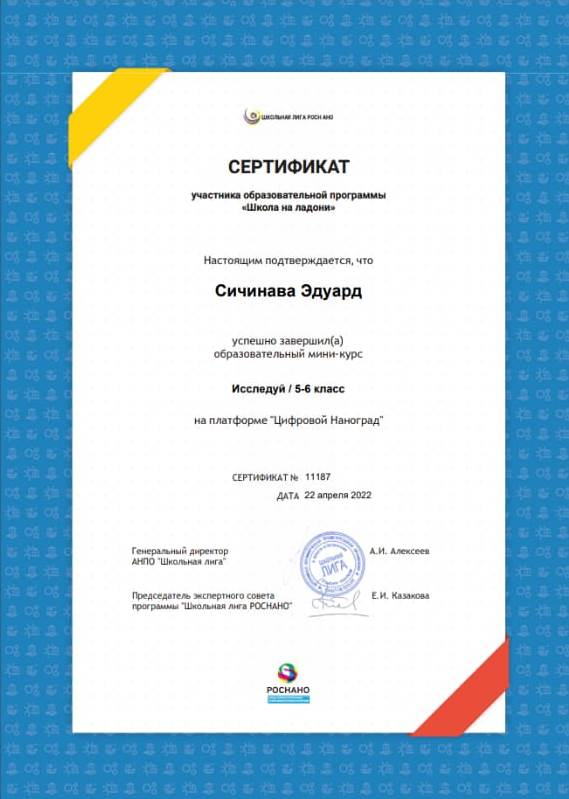 ШКОЛЬНАЯ ЛИГА РОСНАНО
СЕРТИФИКАТ
участника образовательной программы
«Школа на ладони»
Настоящим подтверждается, что
Сичинава Эдуард
успешно завершил(а)
образовательный мини-курс
Исследуй / 5-6 класс
на платформе "Цифровой Наноград"
СЕРТИФИКАТ № 11187
ДАТА 22 апреля 2022
Генеральный директор
АНПО "Школьная лига"
А.И. Алексеев
ШКОЛЬНАЯ
ЛИГА
Председатель экспертного совета
программы "Школьная лига РОСНАНО"
Е.И. Казакова
РОСНАНО